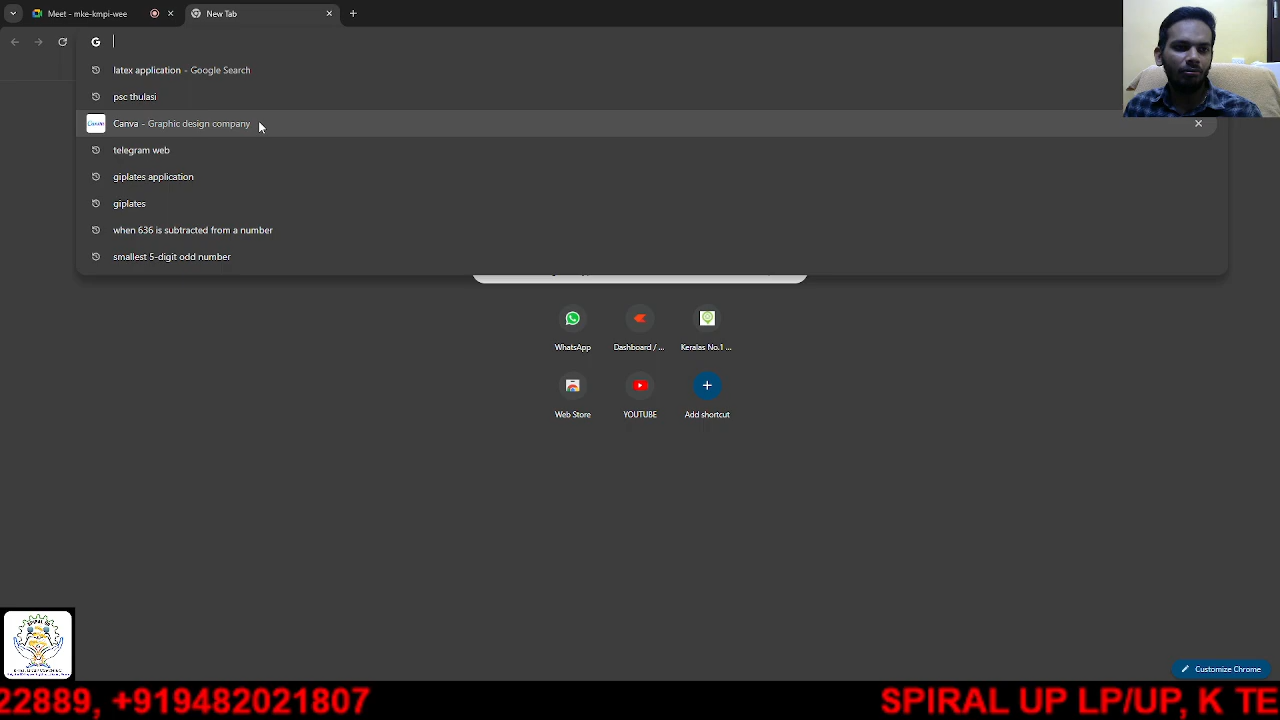 Meet - mke-kmpi-wee
New Tab
latex application - Google Search
psc thulasi
Canva - Graphic design company
telegram web
giplates application
giplates
when 636 is subtracted from a number
smallest 5-digit odd number
WhatsApp
Dashboard / ...
Keralas No.1 ...
Web Store
YOUTUBE
Add shortcut
Customize Chrome
22889, +919482021807
SPIRAL UP LP/UP, K TE